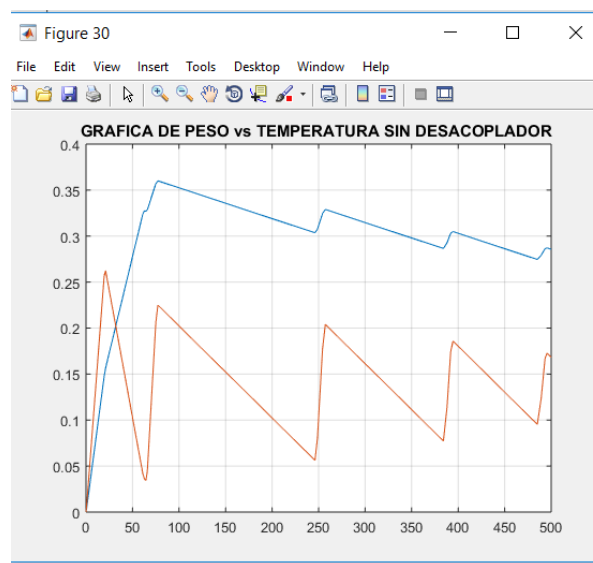 Figure 30
File Edit View Insert Tools Desktop Window Help
GRAFICA DE PESO vs TEMPERATURA SIN DESACOPLADOR
0.4
0.35
0.3
0.25
0.2
0.15
0.1
0.05
0
0 50 100 150 200 250 300 350 400 450 500